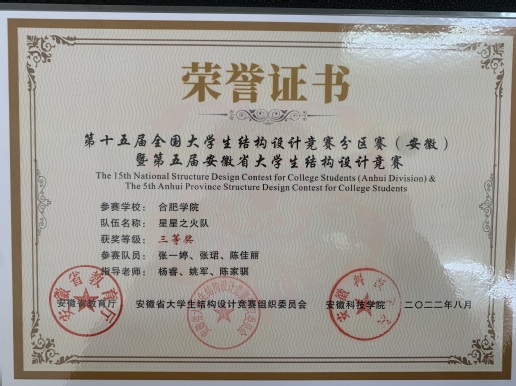 荣誉证书
第十五届全国大学生结构设计竞赛分区赛（安徽）
暨第五届安徽省大学生结构设计竞赛
The 15th National Structure Design Contest for College Students (Anhui Division) &
The 5th Anhui Province Structure Design Contest for College Students
参赛学校：合肥学院
队伍名称：星星之火队
获奖等级：三等奖
参赛队员：张一婷、张珺、陈佳丽
指导老师：杨睿、姚军、陈家骐
安徽省教育厅 安徽省大学生结构设计竞赛组织委员会 安徽科技学院 二〇二二年八月
安徽省教育厅